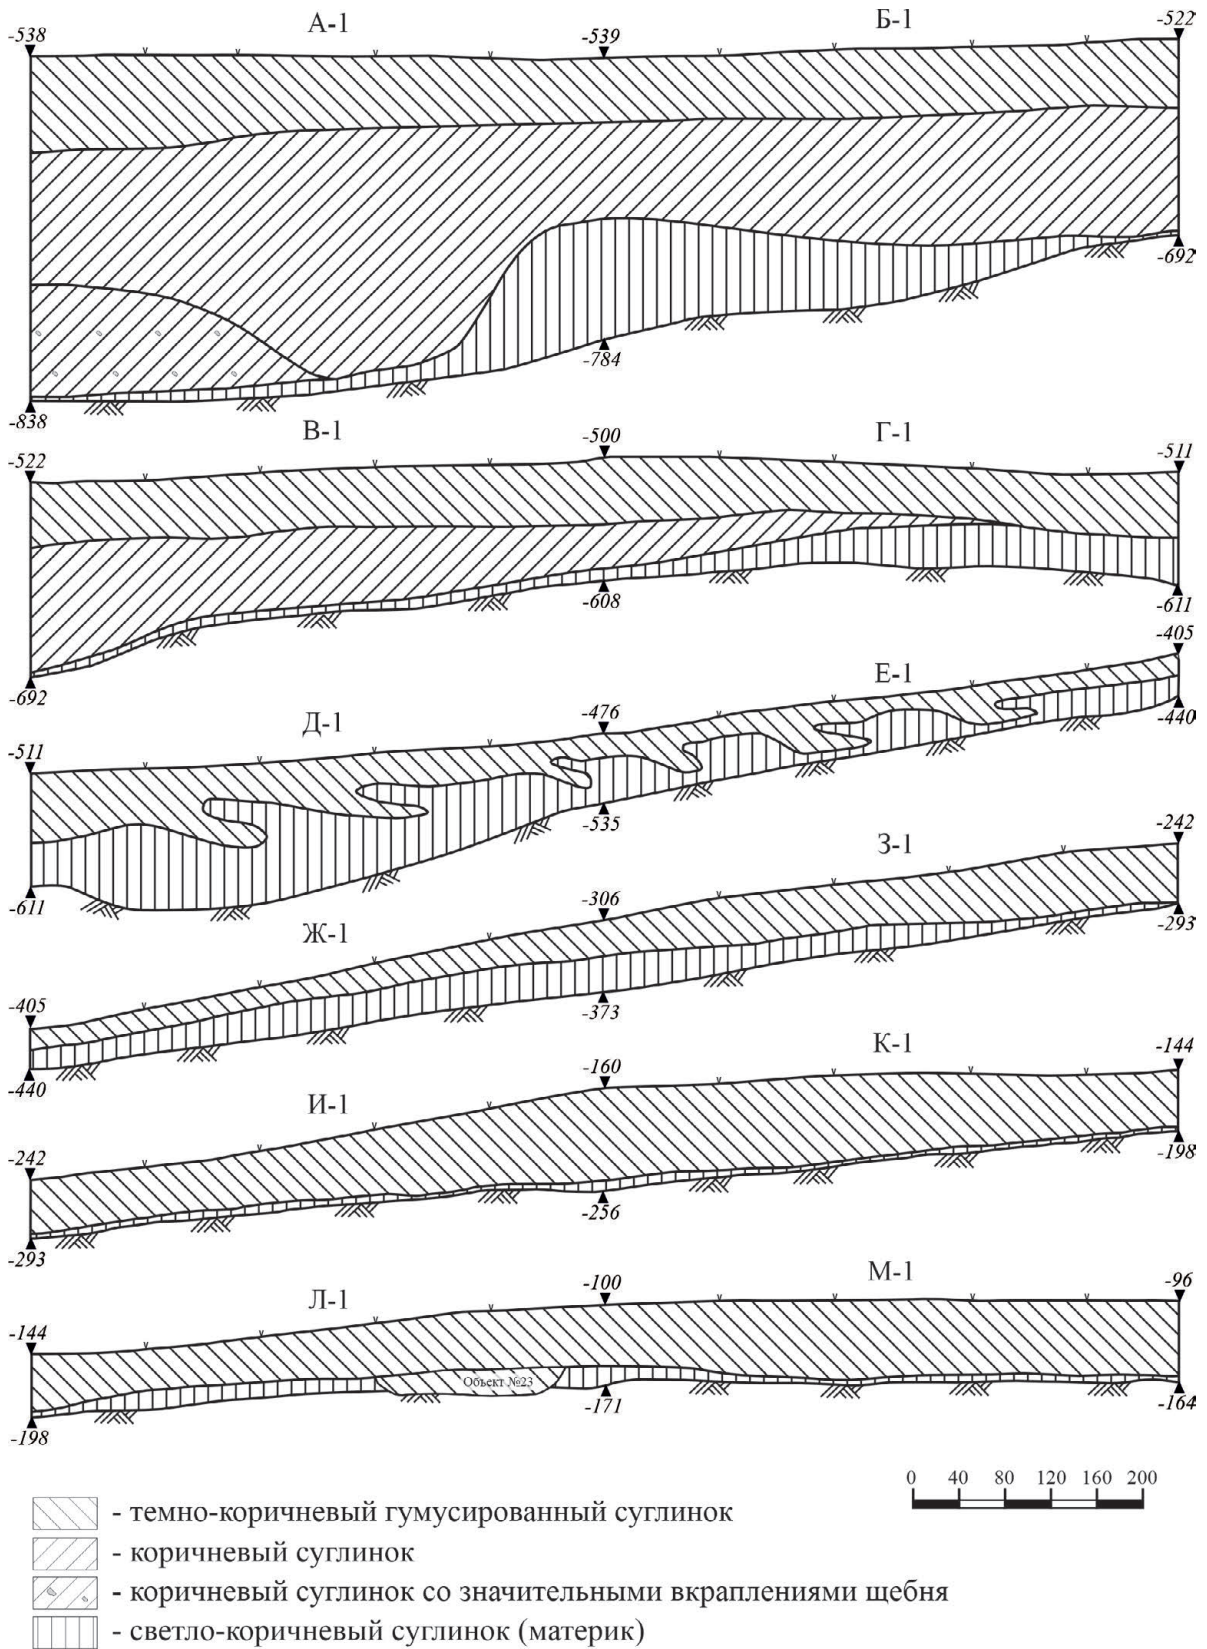 А-1
Б-1
-538
-539
-522
-692
-784
-838
В-1
-500
Г-1
-522
-511
-608
-611
-692
-405
Е-1
Д-1
-476
-440
-511
-535
-611
-242
З-1
Ж-1
-306
-293
-405
-373
-440
К-1
-144
-160
И-1
-242
-198
-256
-293
М-1
-100
-96
Л-1
-144
Объект №23
-171
-164
-198
0 40 80 120 160 200
- темно-коричневый гумусированный суглинок
- коричневый суглинок
- коричневый суглинок со значительными вкраплениями щебня
- светло-коричневый суглинок (материк)